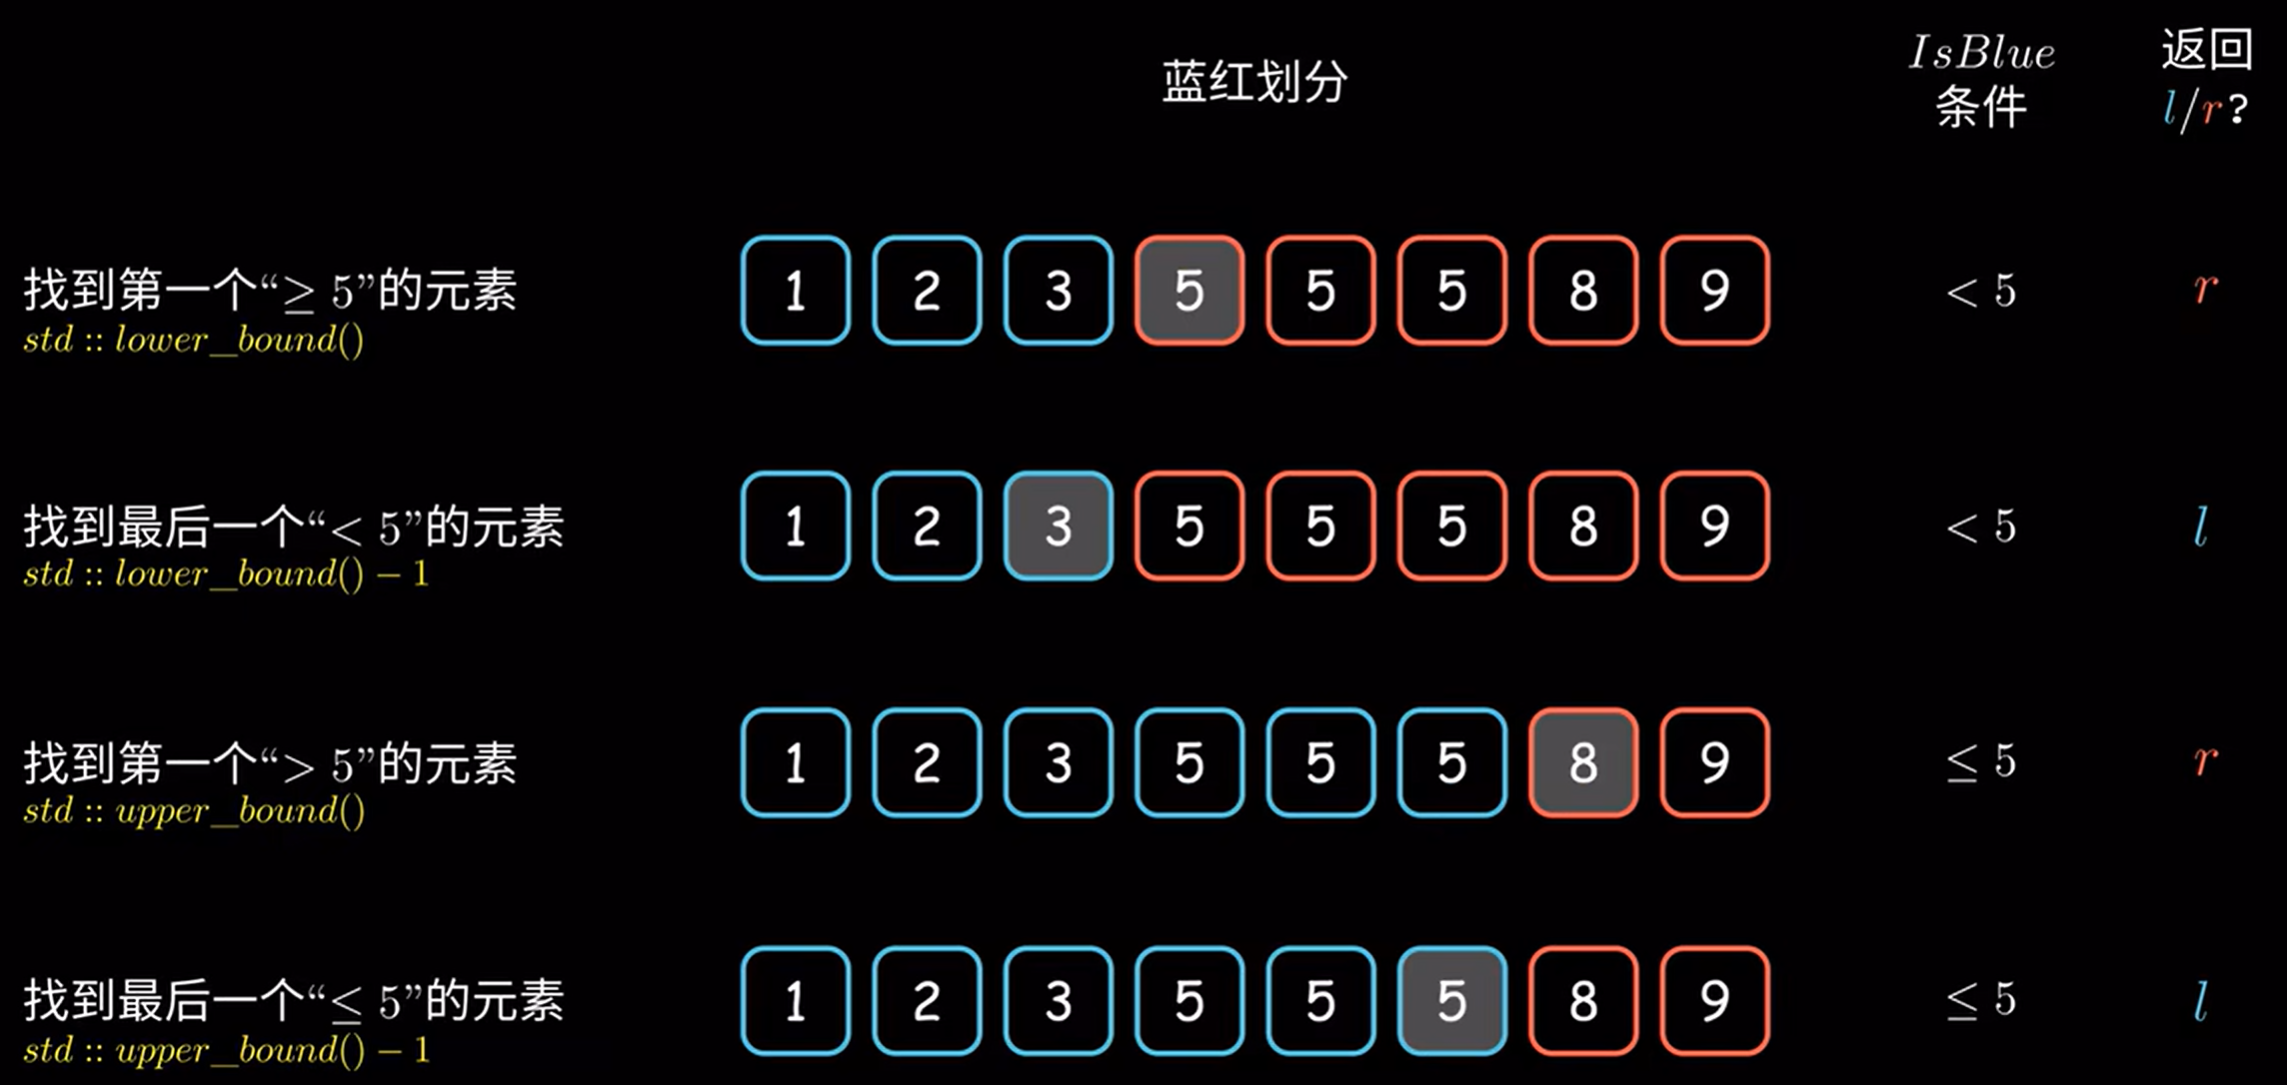 蓝红划分
IsBlue
条件
返回
l/r?
找到第一个“≥ 5”的元素
std :: lower_bound()
1 2 3 5 5 5 8 9
< 5
r
找到最后一个“< 5”的元素
std :: lower_bound() − 1
1 2 3 5 5 5 8 9
< 5
l
找到第一个“> 5”的元素
std :: upper_bound()
1 2 3 5 5 5 8 9
≤ 5
r
找到最后一个“≤ 5”的元素
std :: upper_bound() − 1
1 2 3 5 5 5 8 9
≤ 5
l